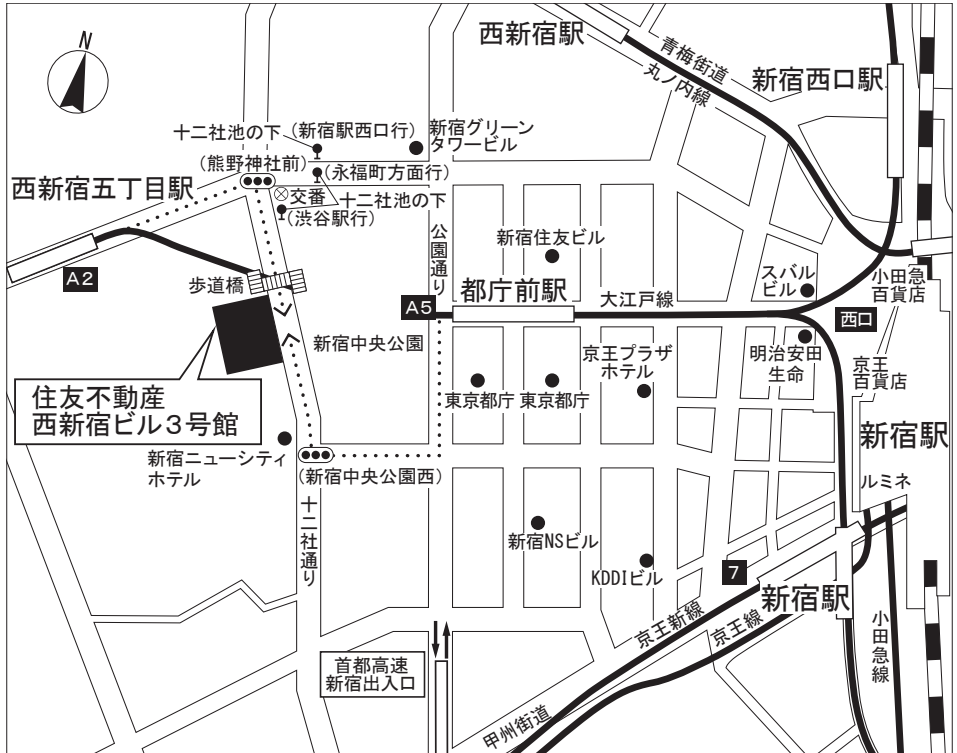 N
西新宿駅
青梅街道
丸ノ内線
新宿西口駅
十二社池の下
(新宿駅西口行)
新宿グリーン
タワービル
(熊野神社前)
(永福町方面行)
西新宿五丁目駅
交番
十二社池の下
(渋谷駅行)
公園通り
新宿住友ビル
A2
歩道橋
A5
都庁前駅
大江戸線
スバル
ビル
小田急
百貨店
西口
新宿中央公園
京王プラザ
ホテル
明治安田
生命
京王
百貨店
東京都庁
東京都庁
住友不動産
西新宿ビル3号館
新宿駅
新宿ニューシティ
ホテル
(新宿中央公園西)
ルミネ
十二社通り
新宿NSビル
KDDIビル
7
新宿駅
京王新線
京王線
小田急線
首都高速
新宿出入口
甲州街道